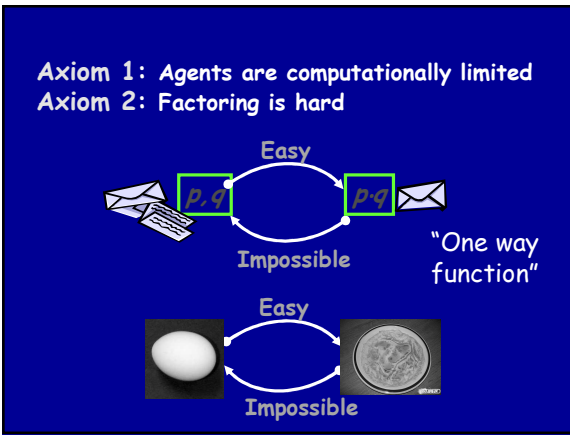 Axiom 1: Agents are computationally limited
Axiom 2: Factoring is hard
Easy
p,q
p·q
Impossible
"One way
function"
Easy
Impossible